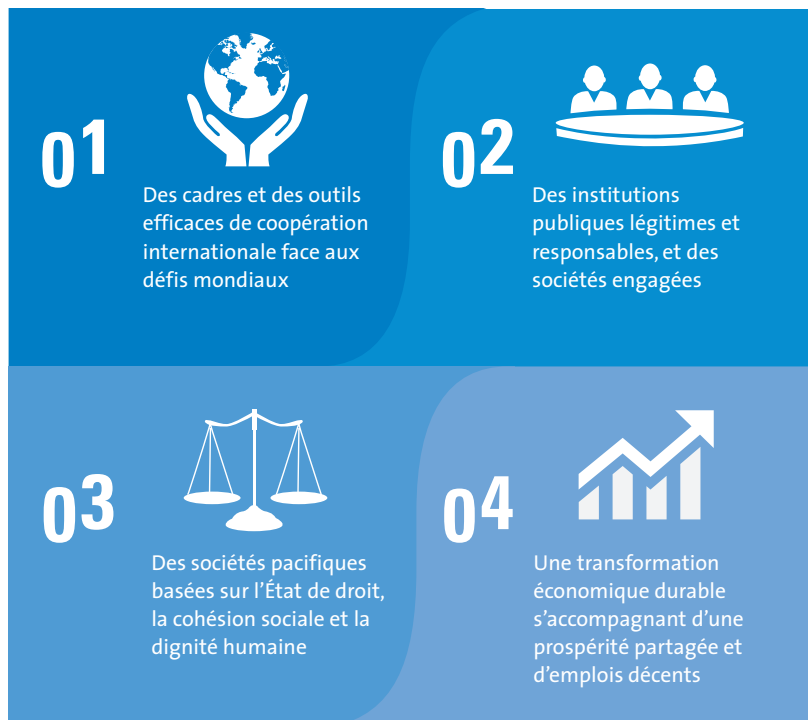 01
Des cadres et des outils
efficaces de coopération
internationale face aux
défis mondiaux
02
Des institutions
publiques légitimes et
responsables, et des
sociétés engagées
03
Des sociétés pacifiques
basées sur l’État de droit,
la cohésion sociale et la
dignité humaine
04
Une transformation
économique durable
s’accompagnant d’une
prospérité partagée et
d’emplois décents